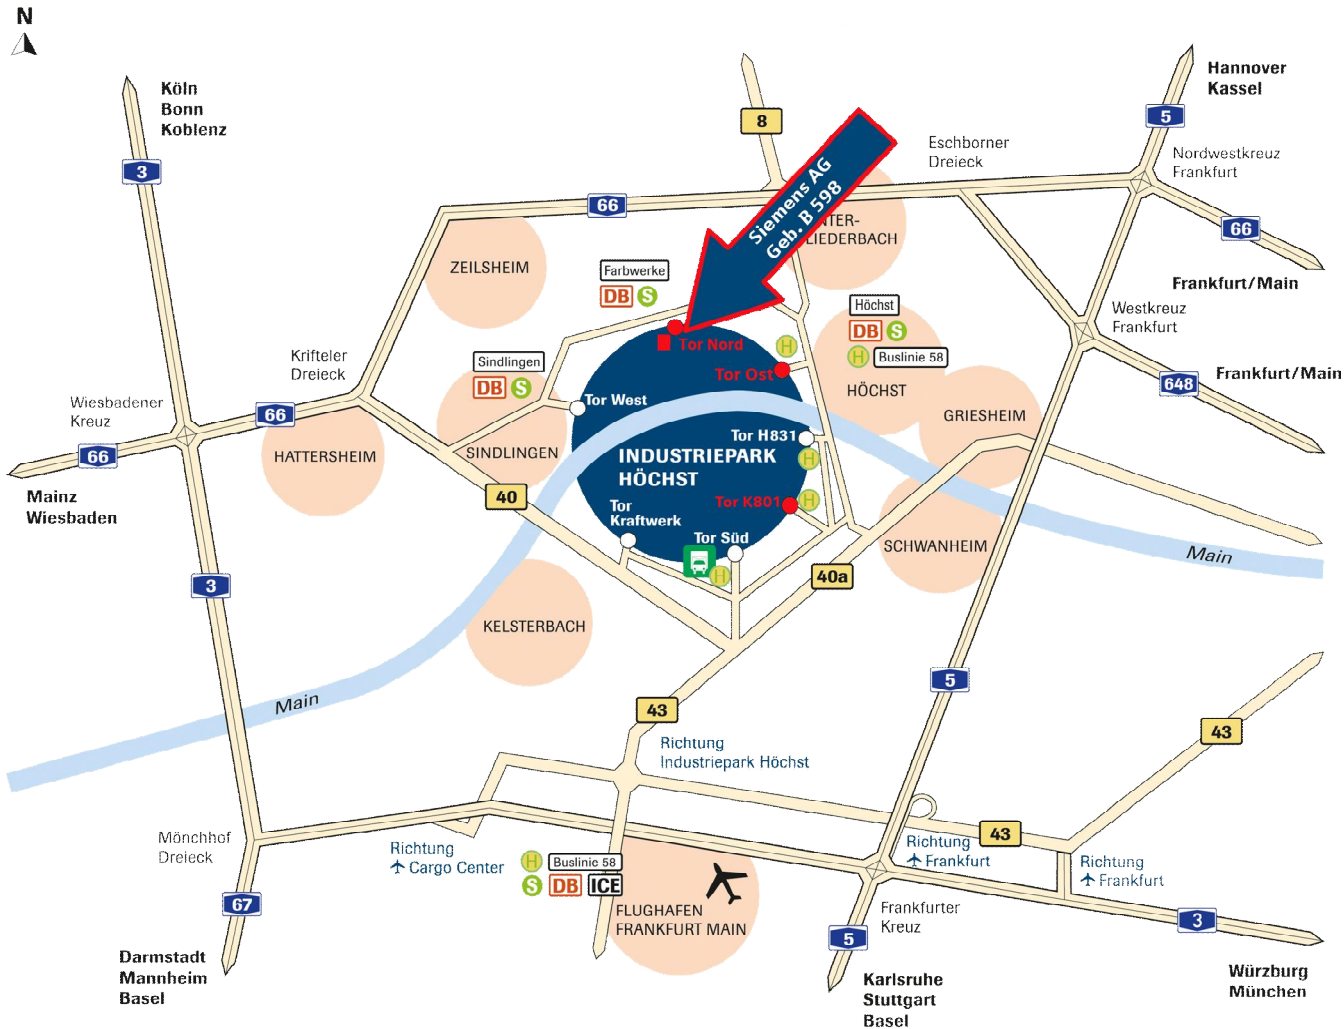 N
Köln
Bonn
Koblenz
3
8
Siemens AG
Geb. B 598
Eschborner
Dreieck
Hannover
Kassel
5
Nordwestkreuz
Frankfurt
66
66
Frankfurt/Main
LIEDERBACH
ZEILSHEIM
Farbwerke
DB S
Höchst
DB S
H Buslinie 58
HÖCHST
Westkreuz
Frankfurt
648
Frankfurt/Main
Krifteler
Dreieck
Sindlingen
DB S
Tor Nord
H
Tor Ost
Wiesbadener
Kreuz
66
66
Mainz
Wiesbaden
HATTERSHEIM
SINDLINGEN
Tor West
GRIESHEIM
Tor H831
H
INDUSTRIEPARK
HÖCHST
40
Tor K801
H
Tor
Kraftwerk
Tor Süd
H
SCHWANHEIM
Main
40a
3
KELSTERBACH
Main
5
43
43
Richtung
Industriepark Höchst
Mönchhof
Dreieck
Richtung
Cargo Center
43
Richtung
Frankfurt
Richtung
Frankfurt
H Buslinie 58
S DB ICE
FLUGHAFEN
FRANKFURT MAIN
67
Frankfurter
Kreuz
3
5
Darmstadt
Mannheim
Basel
Karlsruhe
Stuttgart
Basel
Würzburg
München